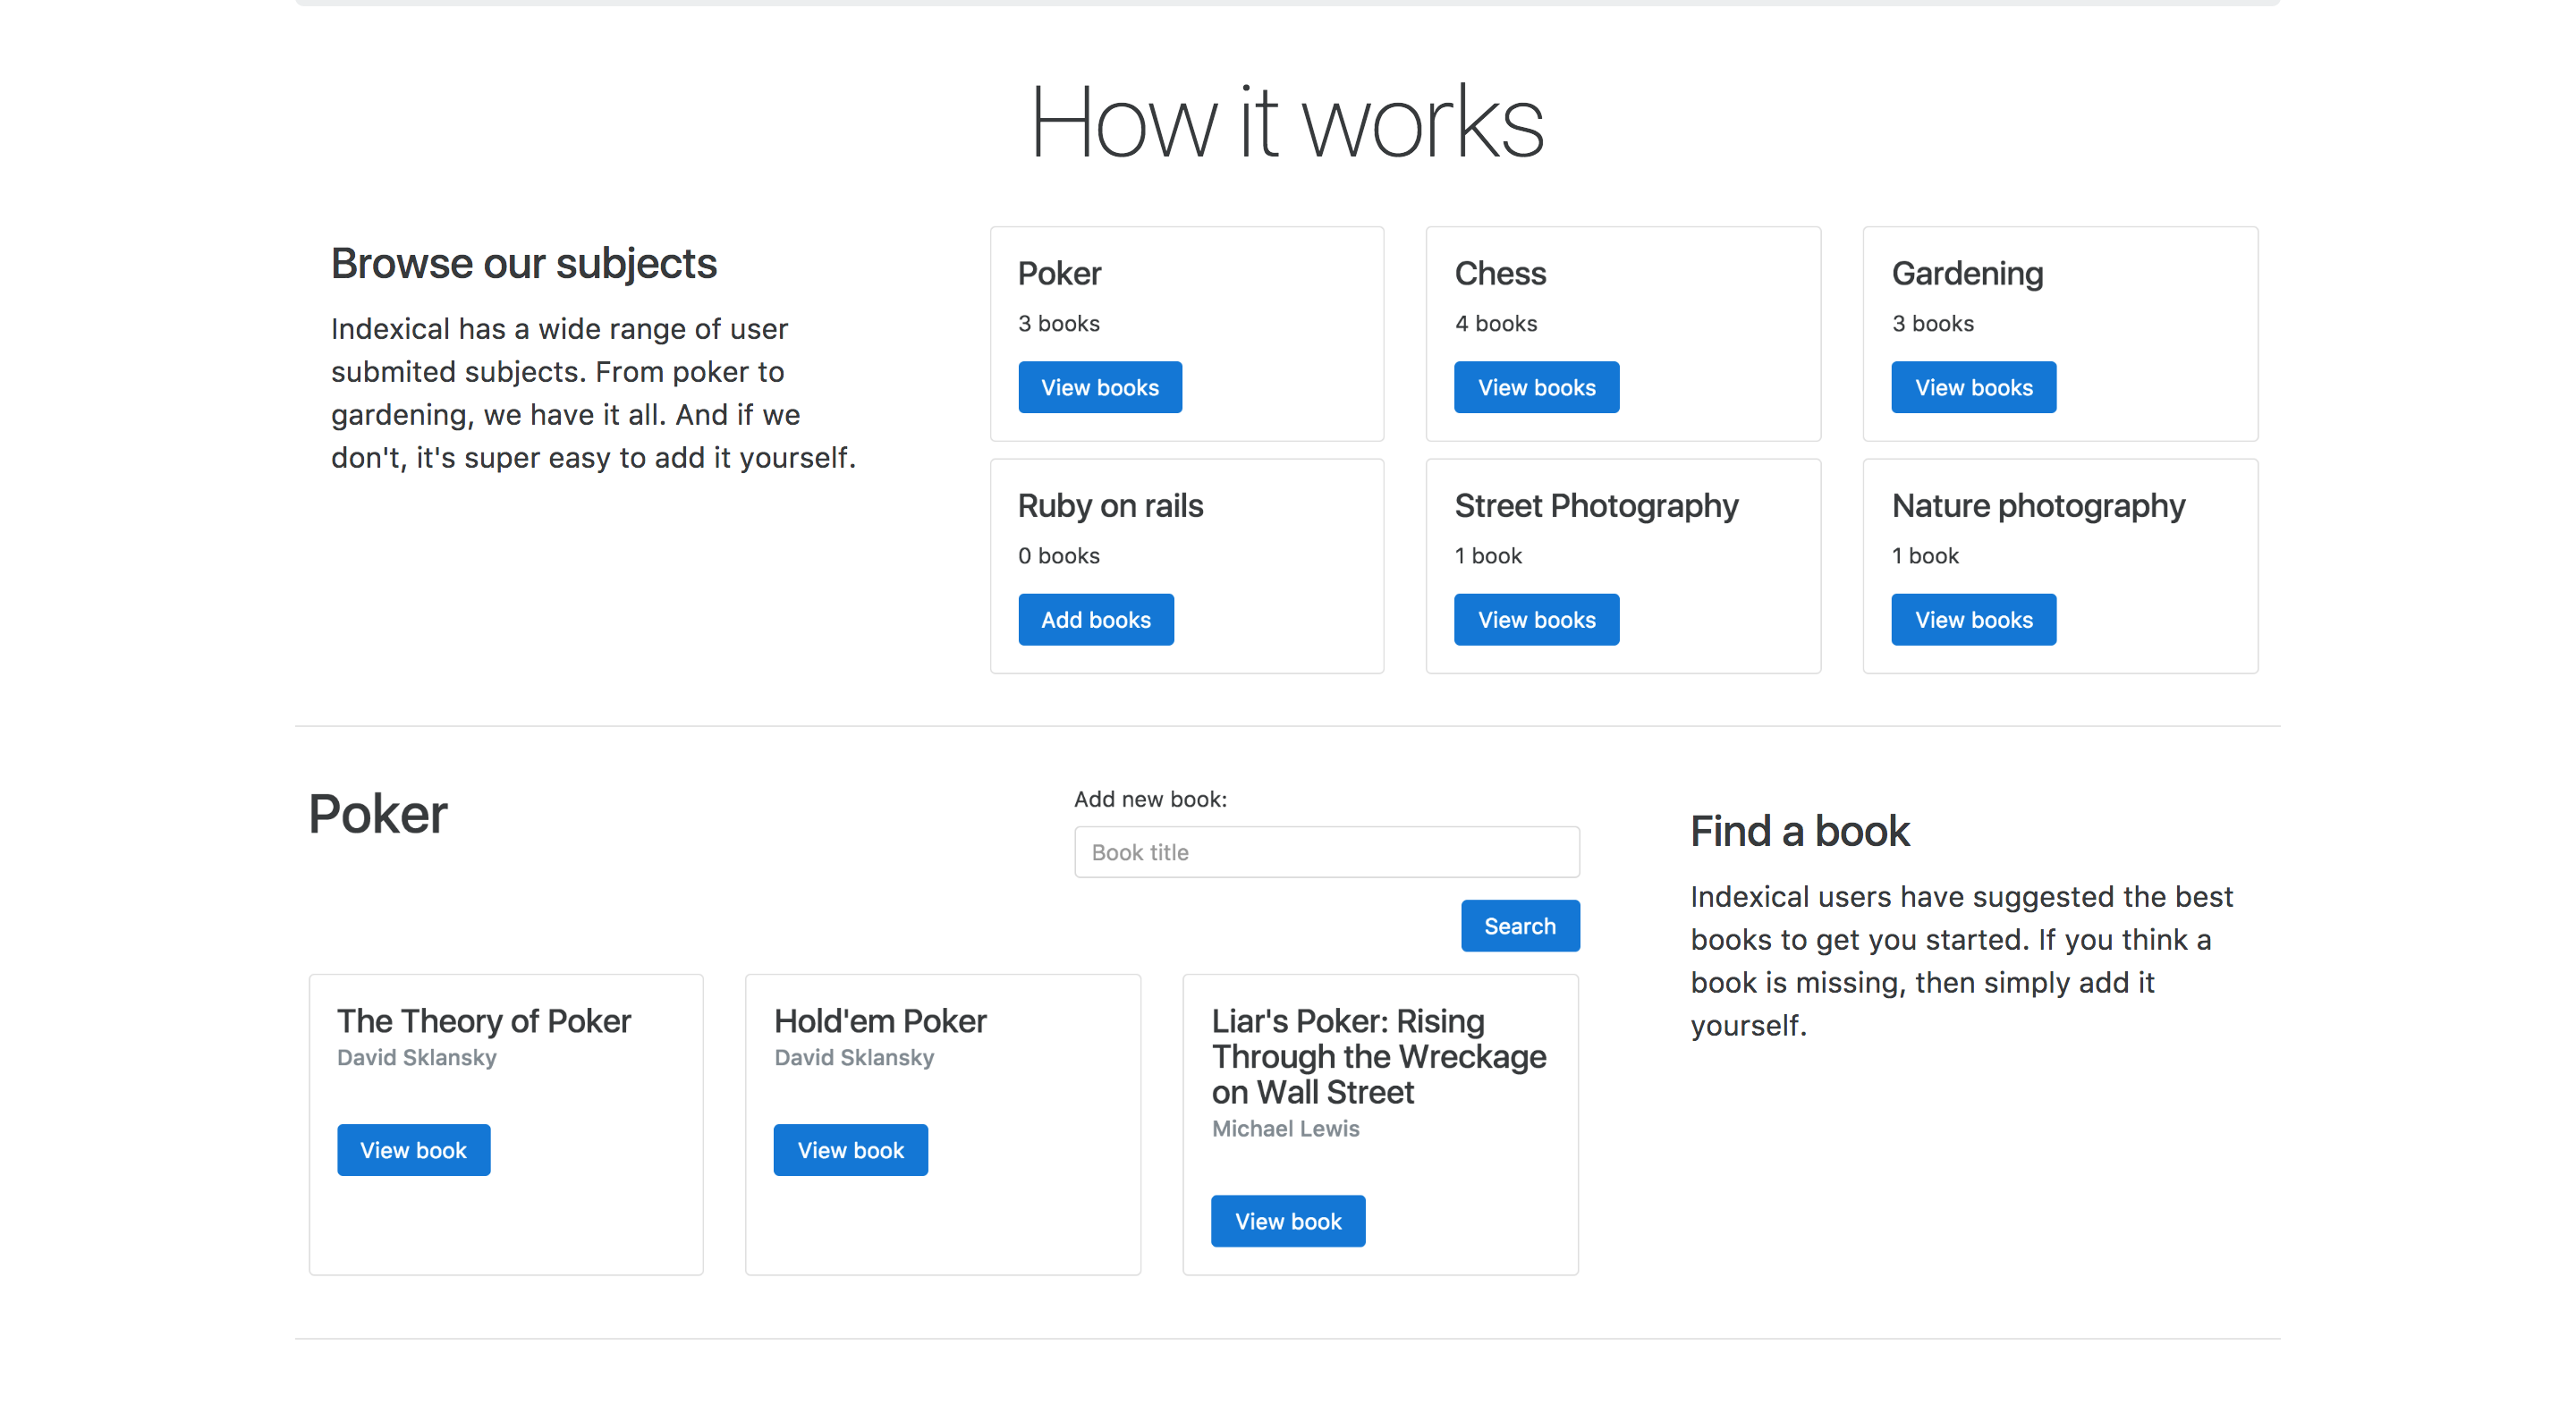 How it works
Browse our subjects
Indexical has a wide range of user
submited subjects. From poker to
gardening, we have it all. And if we
don't, it's super easy to add it yourself.
Poker
3 books
View books
Chess
4 books
View books
Gardening
3 books
View books
Ruby on rails
0 books
Add books
Street Photography
1 book
View books
Nature photography
1 book
View books
Poker
Add new book:
Book title
Search
The Theory of Poker
David Sklansky
View book
Hold'em Poker
David Sklansky
View book
Liar's Poker: Rising
Through the Wreckage
on Wall Street
Michael Lewis
View book
Find a book
Indexical users have suggested the best
books to get you started. If you think a
book is missing, then simply add it
yourself.